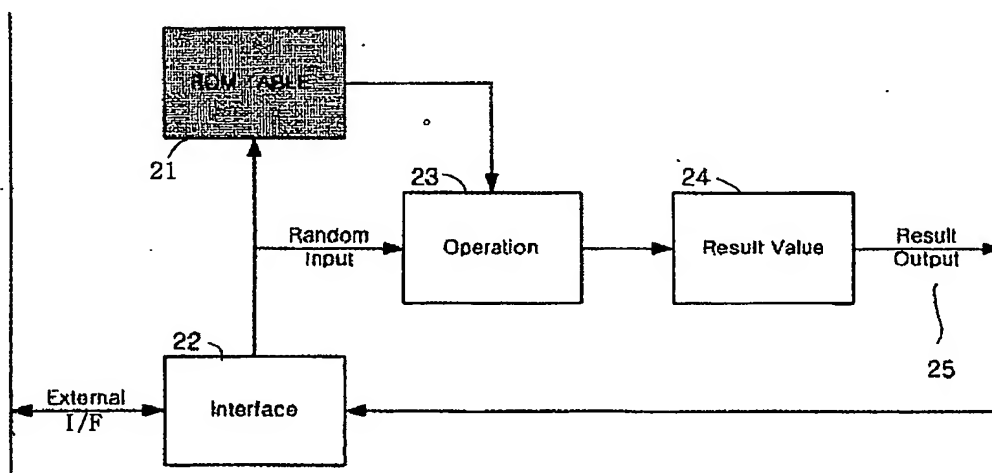 ROM TABLE
21
23
24
Random
Input
Operation
Result Value
Result
Output
22
25
External
I/F
Interface